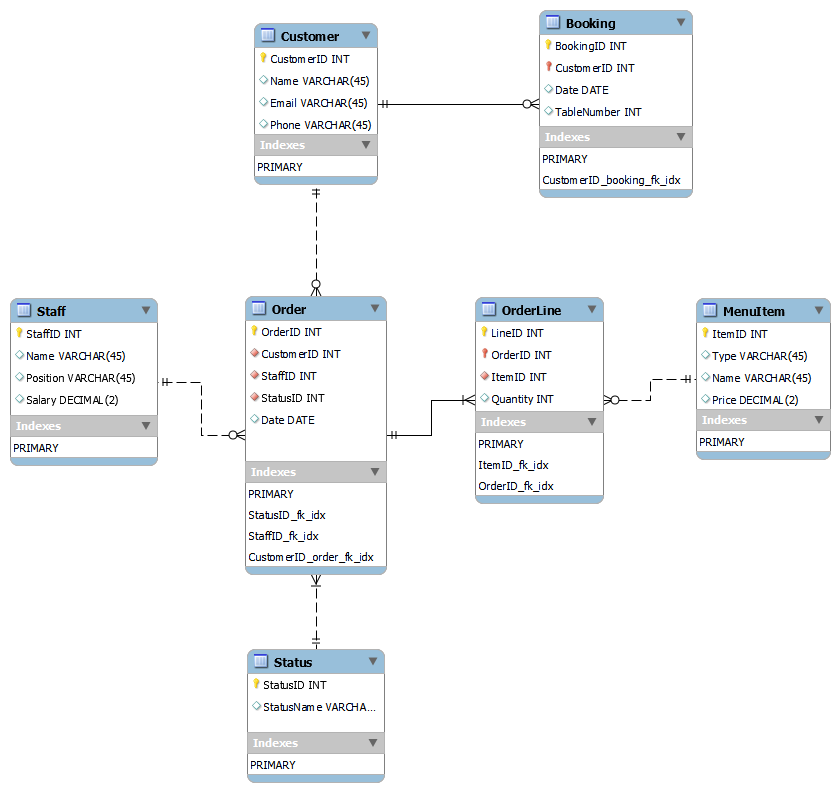 Customer
CustomerID INT
Name VARCHAR(45)
Email VARCHAR(45)
Phone VARCHAR(45)
Indexes
PRIMARY
Booking
BookingID INT
CustomerID INT
Date DATE
TableNumber INT
Indexes
PRIMARY
CustomerID_booking_fk_idx
Staff
StaffID INT
Name VARCHAR(45)
Position VARCHAR(45)
Salary DECIMAL(2)
Indexes
PRIMARY
Order
OrderID INT
CustomerID INT
StaffID INT
StatusID INT
Date DATE
Indexes
PRIMARY
StatusID_fk_idx
StaffID_fk_idx
CustomerID_order_fk_idx
OrderLine
LineID INT
OrderID INT
ItemID INT
Quantity INT
Indexes
PRIMARY
ItemID_fk_idx
OrderID_fk_idx
MenuItem
ItemID INT
Type VARCHAR(45)
Name VARCHAR(45)
Price DECIMAL(2)
Indexes
PRIMARY
Status
StatusID INT
StatusName VARCHA...
Indexes
PRIMARY